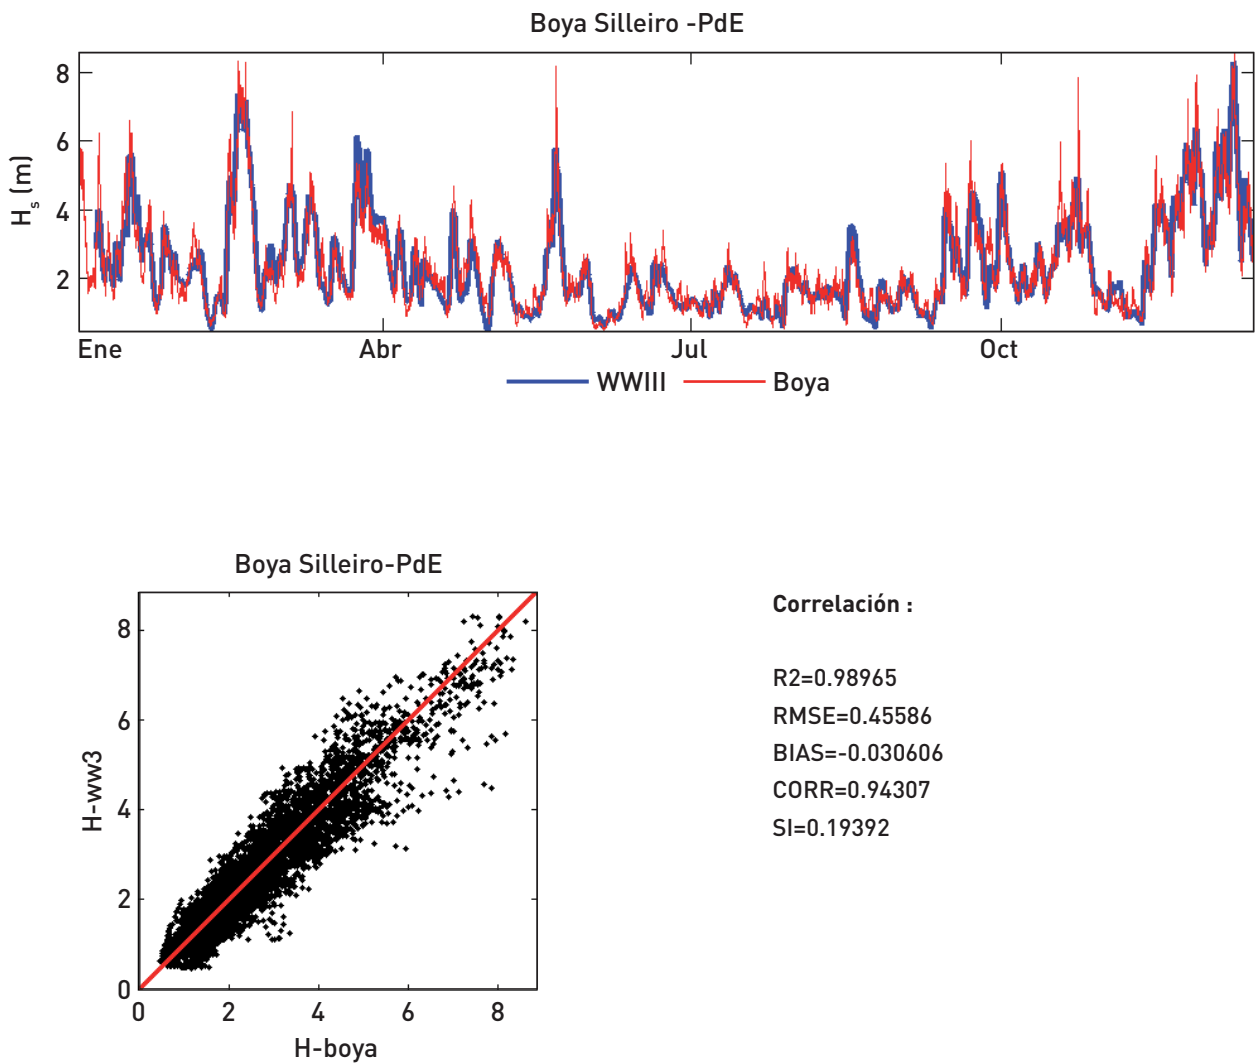 Boya Silleiro -PdE
H_s (m)
8
6
4
2
Ene Abr Jul Oct
WWIII Boya
Boya Silleiro-PdE
H-ww3
8
6
4
2
0
0 2 4 6 8
H-boya
Correlación :
R2=0.98965
RMSE=0.45586
BIAS=-0.030606
CORR=0.94307
SI=0.19392